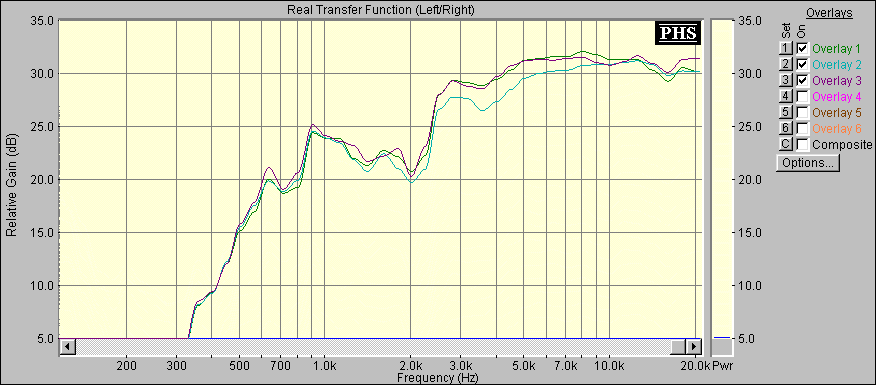 Real Transfer Function (Left/Right)
35.0
30.0
25.0
20.0
15.0
10.0
5.0
Relative Gain (dB)
PHS
200 300 500 700 1.0k 2.0k 3.0k 5.0k 7.0k 10.0k 20.0k
Frequency (Hz)
35.0
30.0
25.0
20.0
15.0
10.0
5.0
Pwr
Overlays
Set On
1 Overlay 1
2 Overlay 2
3 Overlay 3
4 Overlay 4
5 Overlay 5
6 Overlay 6
C Composite
Options...